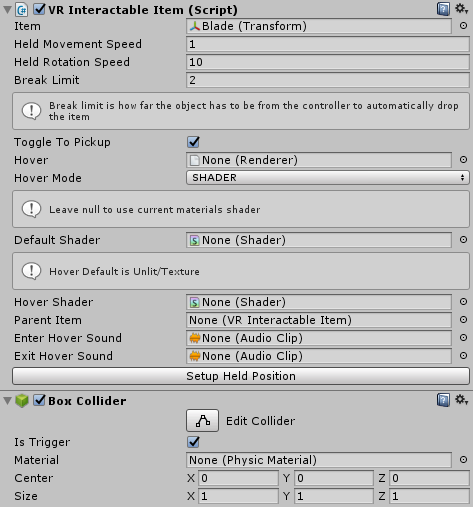 VR Interactable Item (Script)
Item Blade (Transform)
Held Movement Speed 1
Held Rotation Speed 10
Break Limit 2
Break limit is how far the object has to be from the controller to automatically drop
the item
Toggle To Pickup
Hover None (Renderer)
Hover Mode SHADER
Leave null to use current materials shader
Default Shader None (Shader)
Hover Default is Unlit/Texture
Hover Shader None (Shader)
Parent Item None (VR Interactable Item)
Enter Hover Sound None (Audio Clip)
Exit Hover Sound None (Audio Clip)
Setup Held Position
Box Collider
Edit Collider
Is Trigger
Material None (Physic Material)
Center X 0 Y 0 Z 0
Size X 1 Y 1 Z 1